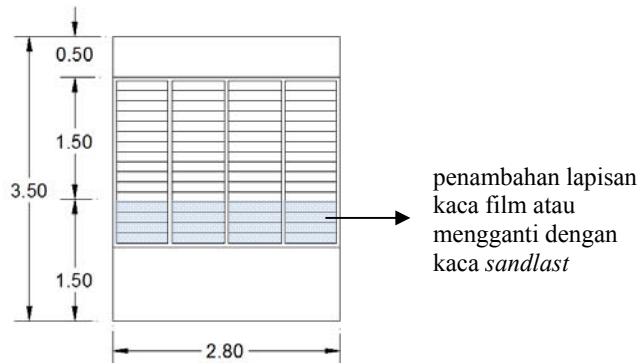 0.50
1.50
3.50
1.50
2.80
penambahan lapisan
kaca film atau
mengganti dengan
kaca sandlast